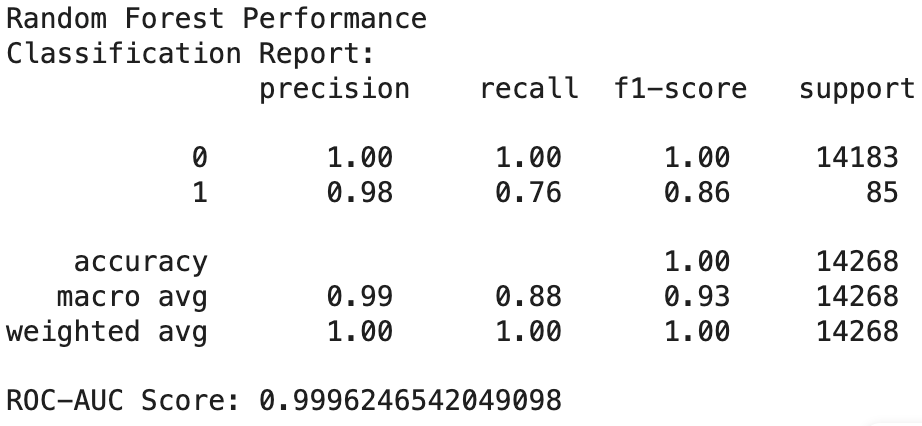 Random Forest Performance
Classification Report:
precision recall f1-score support
0 1.00 1.00 1.00 14183
1 0.98 0.76 0.86 85
accuracy 1.00 14268
macro avg 0.99 0.88 0.93 14268
weighted avg 1.00 1.00 1.00 14268
ROC-AUC Score: 0.9996246542049098